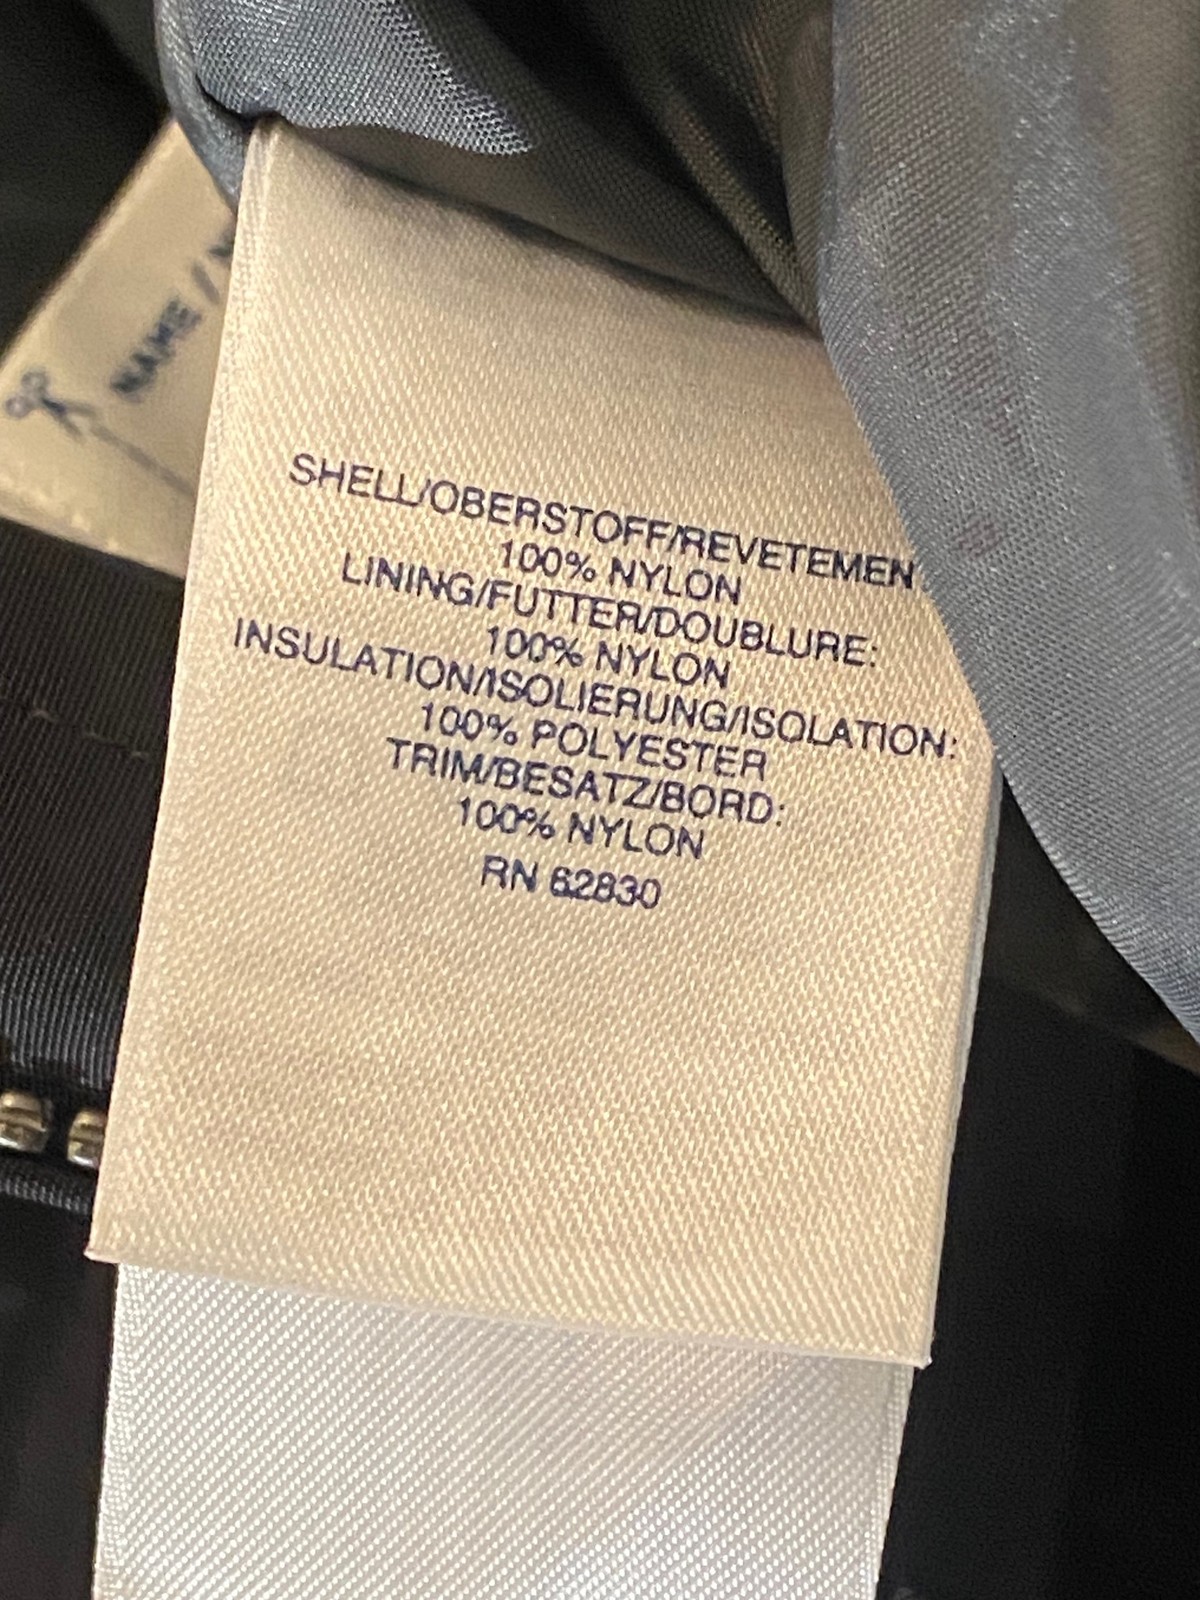 NAME /
SHELL/OBERSTOFF/REVETEMEN
100% NYLON
LINING/FUTTER/DOUBLURE:
100% NYLON
INSULATION/ISOLIERUNG/ISOLATION:
100% POLYESTER
TRIM/BESATZ/BORD:
100% NYLON
RN 62830